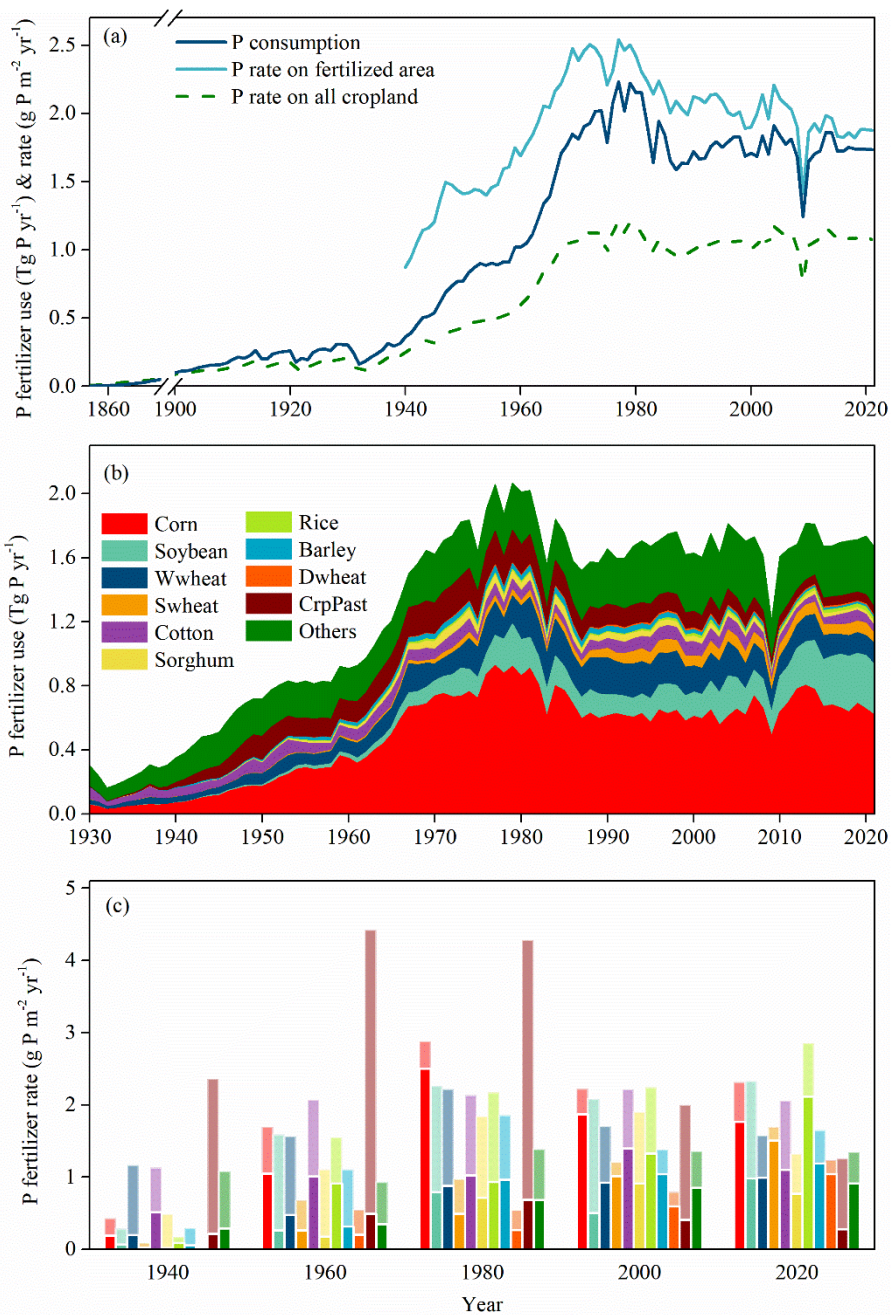 (a)
P consumption
P rate on fertilized area
P rate on all cropland
P fertilizer use (Tg P yr⁻¹) & rate (g P m⁻² yr⁻¹)
2.5
2.0
1.5
1.0
0.5
0.0
1860 1900 1920 1940 1960 1980 2000 2020
(b)
Corn Rice
Soybean Barley
Wwheat Dwheat
Swheat CrpPast
Cotton Others
Sorghum
P fertilizer use (Tg P yr⁻¹)
2.0
1.6
1.2
0.8
0.4
0.0
1930 1940 1950 1960 1970 1980 1990 2000 2010 2020
(c)
P fertilizer rate (g P m⁻² yr⁻¹)
5
4
3
2
1
0
1940 1960 1980 2000 2020
Year